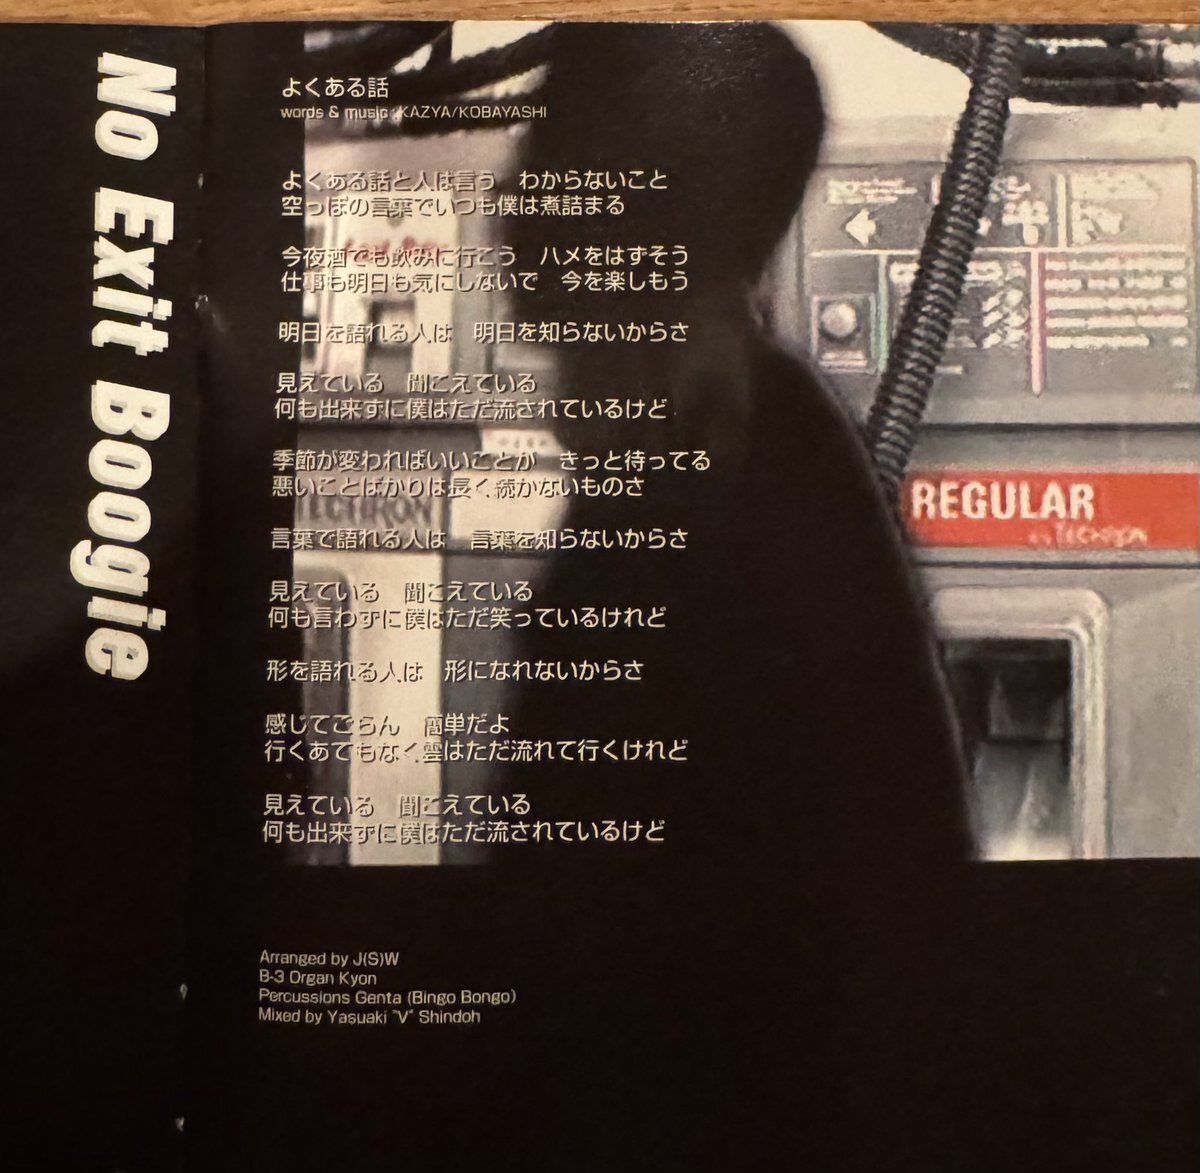 No Exit Boogie
よくある話
words & music :KAZYA/KOBAYASHI
よくある話と人は言う　わからないこと
空っぽの言葉でいつも僕は煮詰まる
今夜酒でも飲みに行こう　ハメをはずそう
仕事も明日も気にしないで　今を楽しもう
明日を語れる人は　明日を知らないからさ
見えている　聞こえている
何も出来ずに僕はただ流されているけど
季節が変わればいいことが　きっと待ってる
悪いことばかりは長く続かないものさ
言葉で語れる人は　言葉を知らないからさ
見えている　聞こえている
何も言わずに僕はただ笑っているけれど
形を語れる人は　形になれないからさ
感じてごらん　簡単だよ
行くあてもなく雲はただ流れて行くけれど
見えている　聞こえている
何も出来ずに僕はただ流されているけど
Arranged by J(S)W
B-3 Organ Kyon
Percussions Genta (Bingo Bongo)
Mixed by Yasuaki "V" Shindoh
TECHRON
REGULAR
Techron